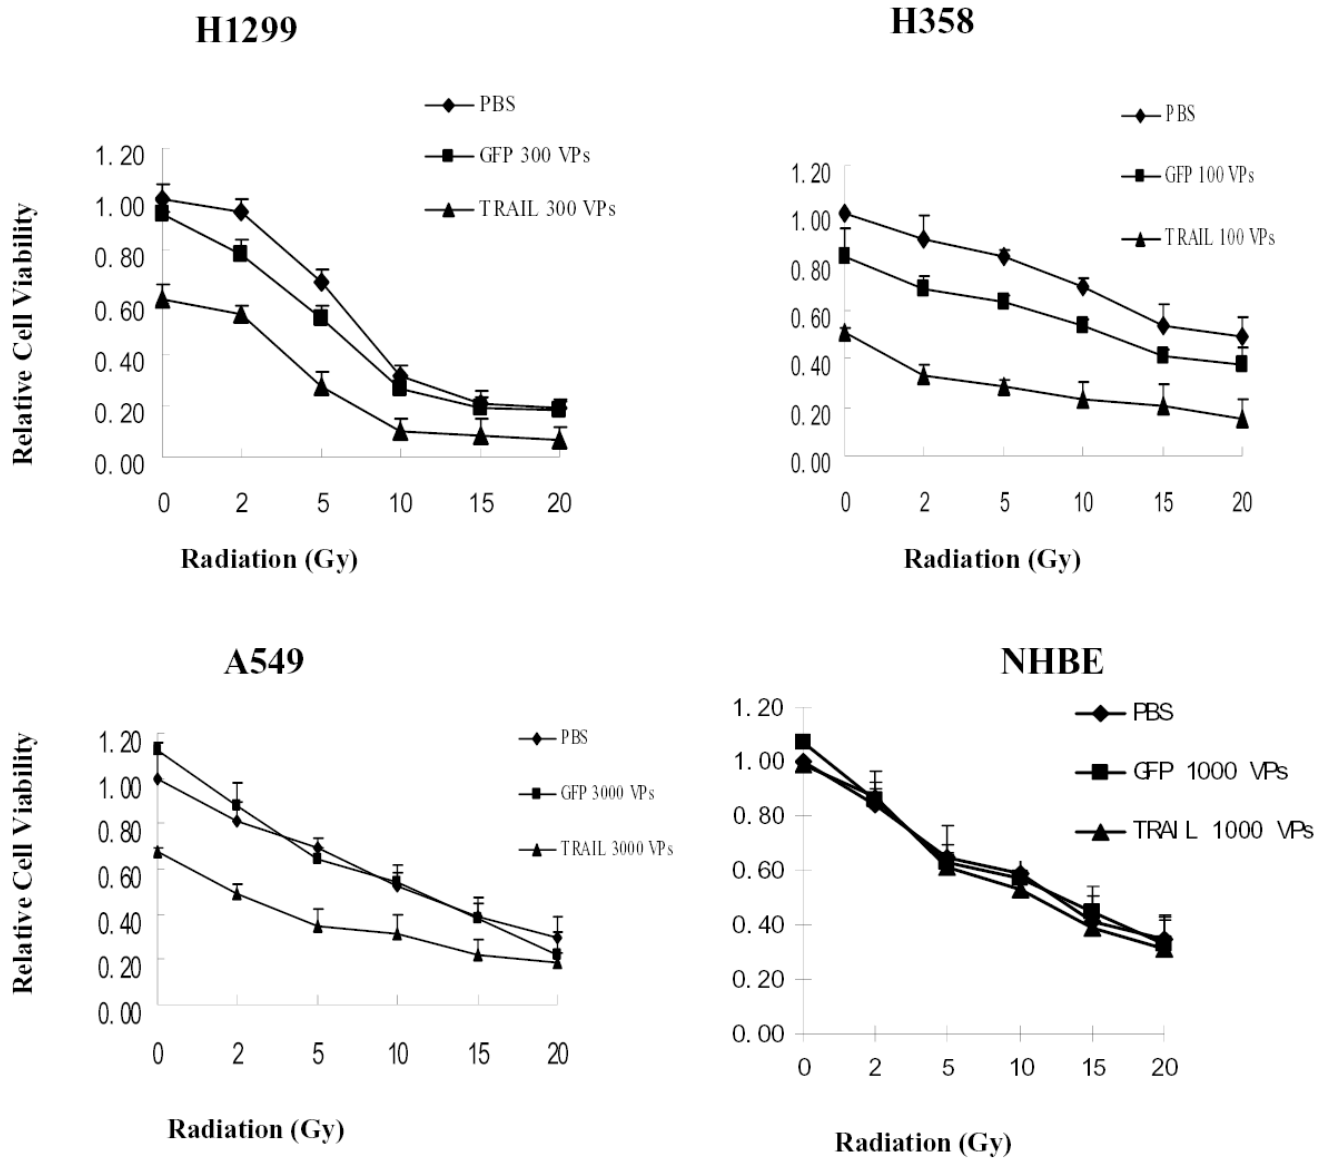 H1299
PBS
GFP 300 VPs
TRAIL 300 VPs
Relative Cell Viability
1.20
1.00
0.80
0.60
0.40
0.20
0.00
0 2 5 10 15 20
Radiation (Gy)
H358
PBS
GFP 100 VPs
TRAIL 100 VPs
1.20
1.00
0.80
0.60
0.40
0.20
0.00
0 2 5 10 15 20
Radiation (Gy)
A549
PBS
GFP 3000 VPs
TRAIL 3000 VPs
Relative Cell Viability
1.20
1.00
0.80
0.60
0.40
0.20
0.00
0 2 5 10 15 20
Radiation (Gy)
NHBE
PBS
GFP 1000 VPs
TRAIL 1000 VPs
1.20
1.00
0.80
0.60
0.40
0.20
0.00
0 2 5 10 15 20
Radiation (Gy)